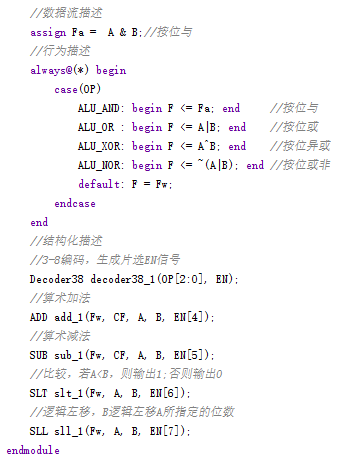 //数据流描述
assign Fa =  A & B;//按位与
//行为描述
always@(*) begin
case(OP)
ALU_AND: begin F <= Fa; end    //按位与
ALU_OR : begin F <= A|B; end    //按位或
ALU_XOR: begin F <= A^B; end    //按位异或
ALU_NOR: begin F <= ~(A|B); end //按位或非
default: F = Fw;
endcase
end
//结构化描述
//3-8编码，生成片选EN信号
Decoder38 decoder38_1(OP[2:0], EN);
//算术加法
ADD add_1(Fw, CF, A, B, EN[4]);
//算术减法
SUB sub_1(Fw, CF, A, B, EN[5]);
//比较，若A<B，则输出1;否则输出0
SLT slt_1(Fw, A, B, EN[6]);
//逻辑左移，B逻辑左移A所指定的位数
SLL sll_1(Fw, A, B, EN[7]);
endmodule